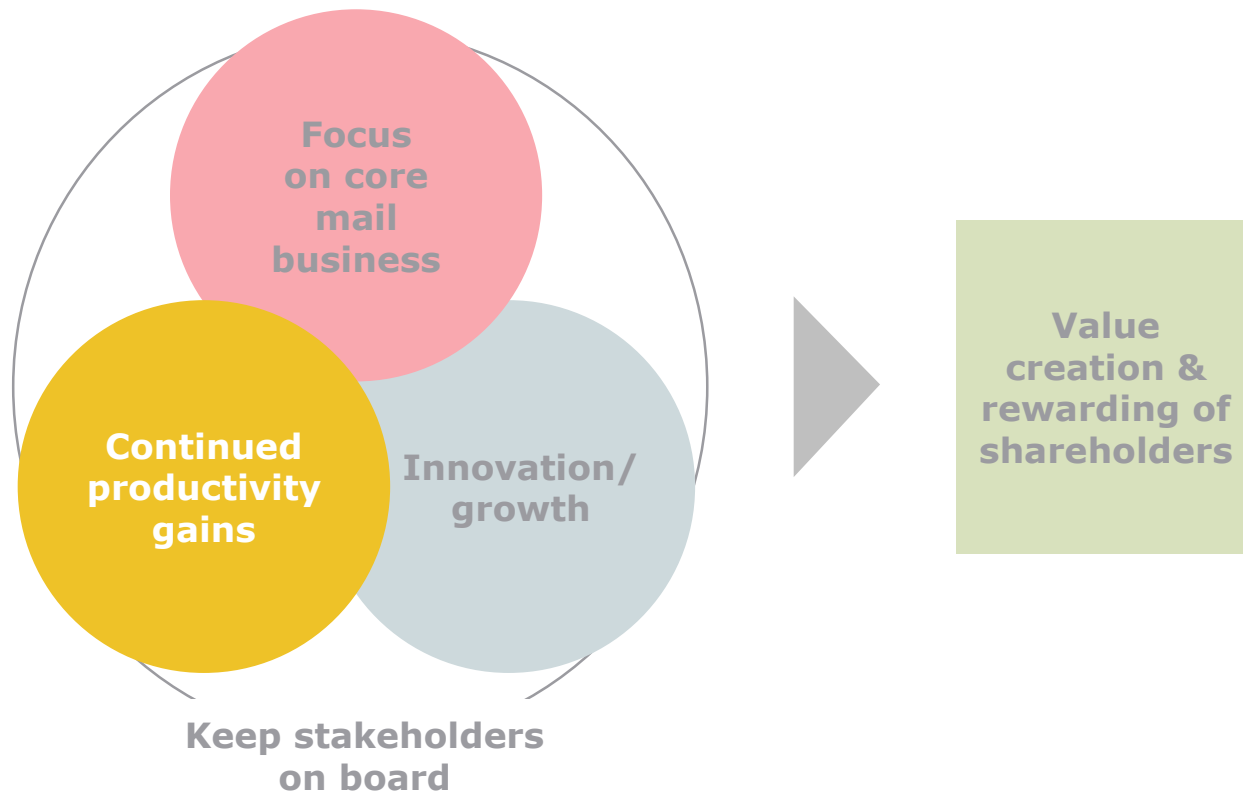 Focus
on core
mail
business
Continued
productivity
gains
Innovation/
growth
Keep stakeholders
on board
Value
creation &
rewarding of
shareholders